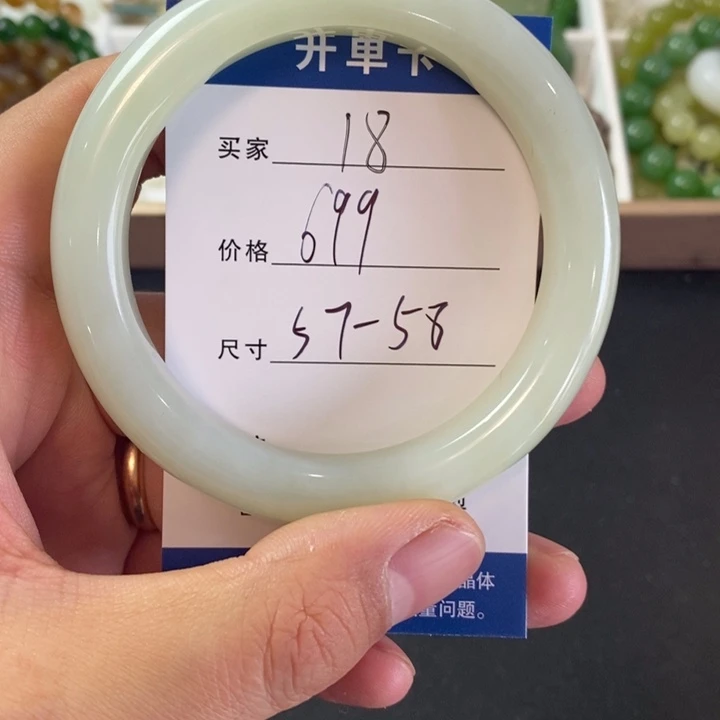 开单卡
买家 18
价格 699
尺寸 57-58
晶体
量问题。